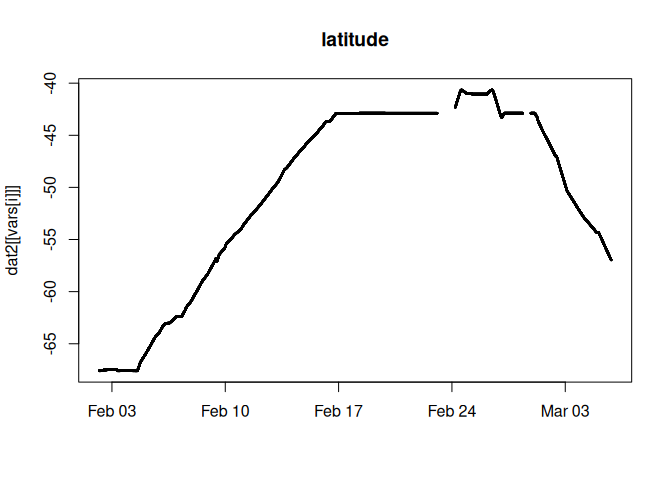 latitude
-40
-45
-50
-55
-60
-65
dat2[[vars[i]]]
Feb 03
Feb 10
Feb 17
Feb 24
Mar 03